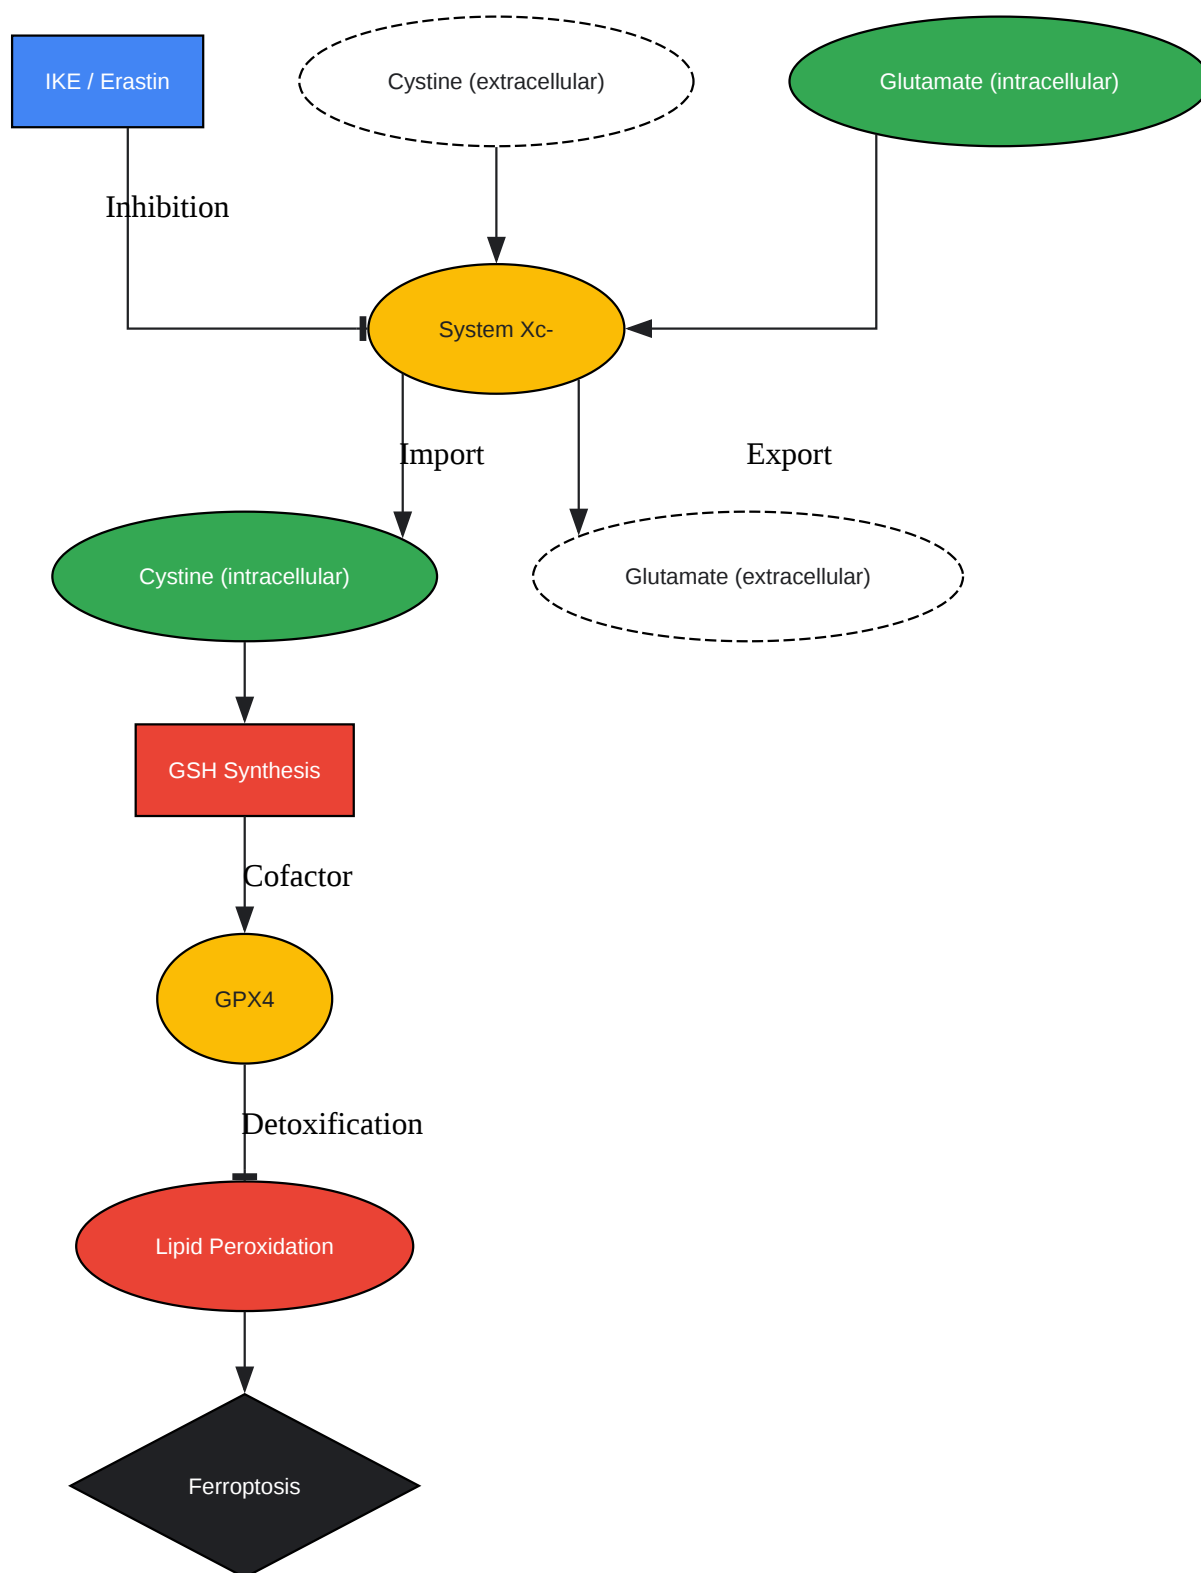 IKE / Erastin
Cystine (extracellular)
Glutamate (intracellular)
Inhibition
System Xc-
Import
Export
Cystine (intracellular)
Glutamate (extracellular)
GSH Synthesis
Cofactor
GPX4
Detoxification
Lipid Peroxidation
Ferroptosis